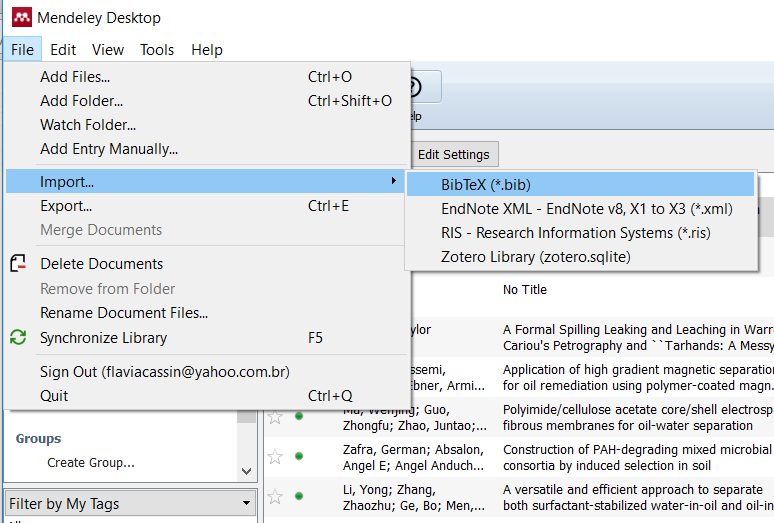 Mendeley Desktop
File Edit View Tools Help
Add Files... Ctrl+O
Add Folder... Ctrl+Shift+O
Watch Folder...
Add Entry Manually...
Import...
Export... Ctrl+E
Merge Documents
Delete Documents
Remove from Folder
Rename Document Files...
Synchronize Library F5
Sign Out (flaviacassin@yahoo.com.br)
Quit Ctrl+Q
Edit Settings
BibTeX (*.bib)
EndNote XML - EndNote v8, X1 to X3 (*.xml)
RIS - Research Information Systems (*.ris)
Zotero Library (zotero.sqlite)
No Title
A Formal Spilling Leaking and Leaching in Warr
Cariou's Petrography and ``Tarhands: A Messy
Application of high gradient magnetic separation
Ebner, Armi... for oil remediation using polymer-coated magn.
Ma, Wenjing; Guo, Polyimide/cellulose acetate core/shell electrosp
Zhongfu; Zhao, Juntao;... fibrous membranes for oil-water separation
Zafra, German; Absalon, Construction of PAH-degrading mixed microbial
Angel E; Angel Anduch... consortia by induced selection in soil
Li, Yong; Zhang, A versatile and efficient approach to separate
Zhaozhu; Ge, Bo; Men,... both surfactant-stabilized water-in-oil and oil-in
Groups
Create Group...
Filter by My Tags